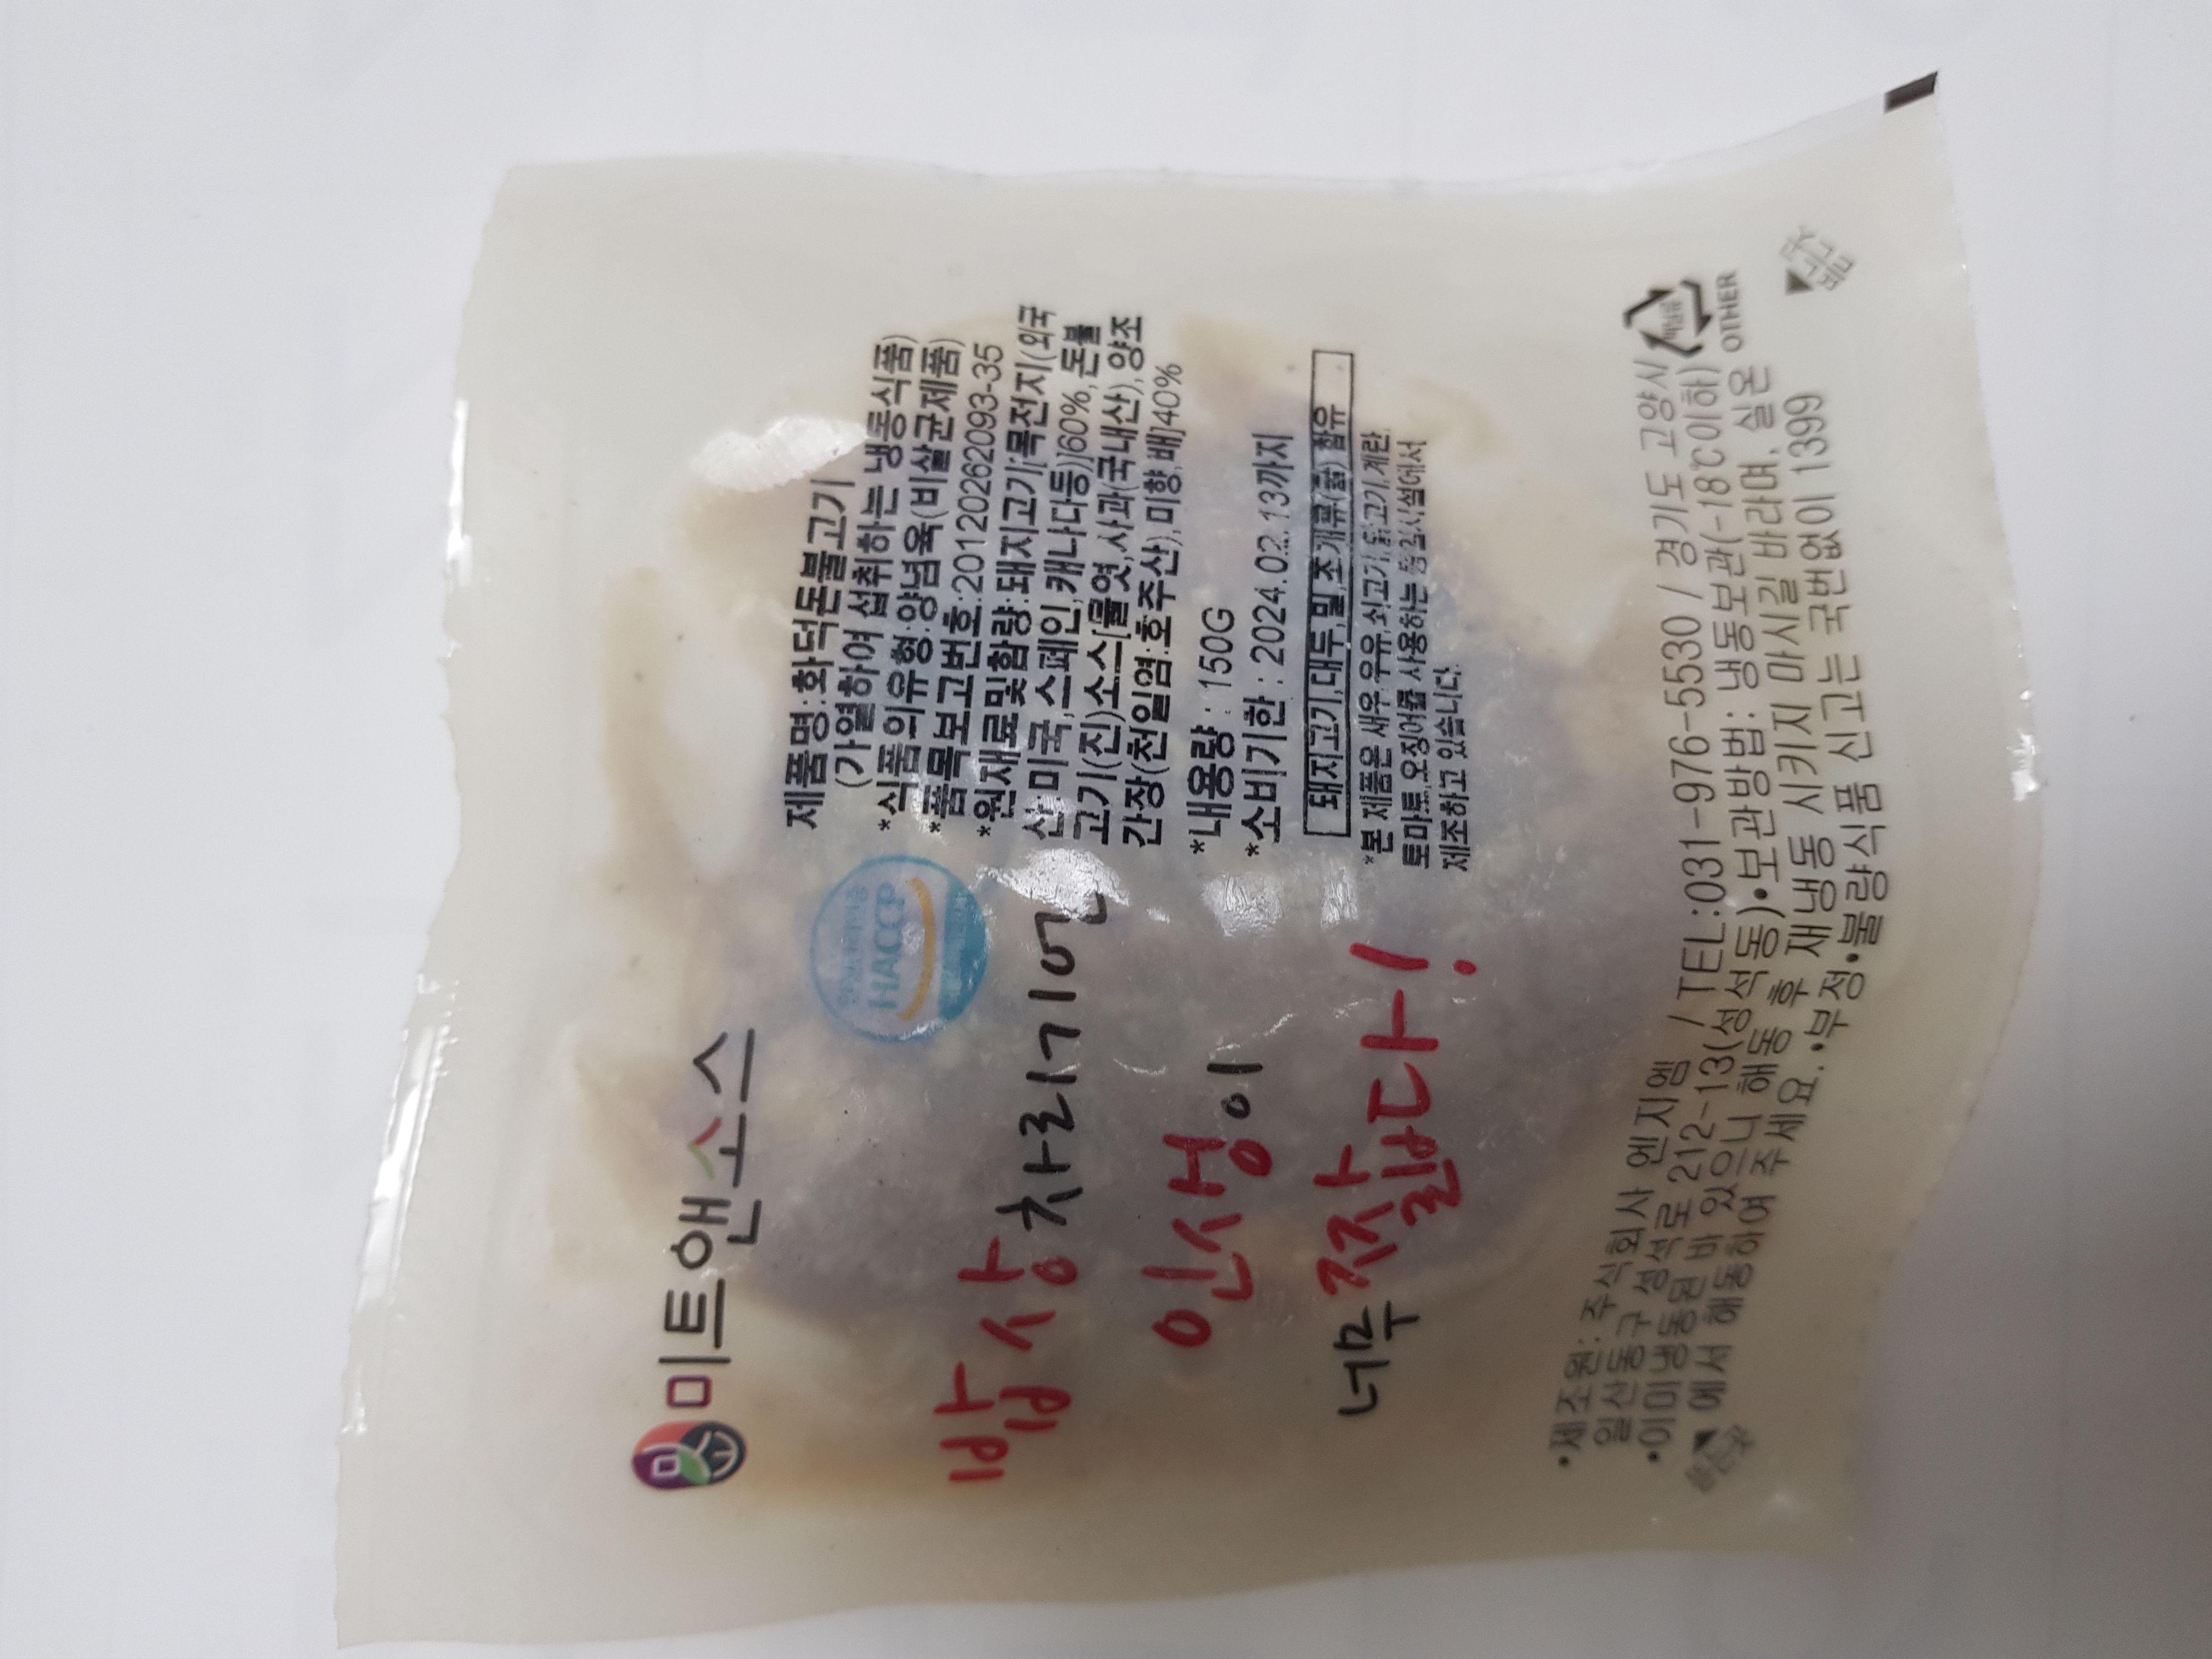 미트앤소스
HACCP
밥상 차리기엔
인생이
너무 짧다!
제품명:화덕돈불고기
(가열하여 섭취하는 냉동식품)
*식품의유형:양념육(비살균제품)
*품목보고번호:20120262093-35
*원재료및함량:돼지고기[목전지(외국
산:미국,스페인,캐나다등)]60%,돈불
고기(진)소스[물엿,사과(국내산),양조
간장(천일염:호주산),미향,배]40%
*내용량 : 150G
*소비기한 : 2024.02.13까지
돼지고기,대두,밀,조개류(굴) 함유
*본 제품은 새우,우유,쇠고기,닭고기,계란,
토마토,오징어를 사용하는 동일시설에서
제조하고 있습니다.
•제조원: 주식회사 엔지엠 / TEL:031-976-5530 / 경기도 고양시
일산동구 성석로 212-13(성석동)•보관방법: 냉동보관(-18℃이하)
•이미 냉동된 바 있으니 해동 후 재냉동 시키지 마시길 바라며, 실온
에서 해동하여 주세요.•부정•불량식품 신고는 국번없이 1399
비닐류
OTHER